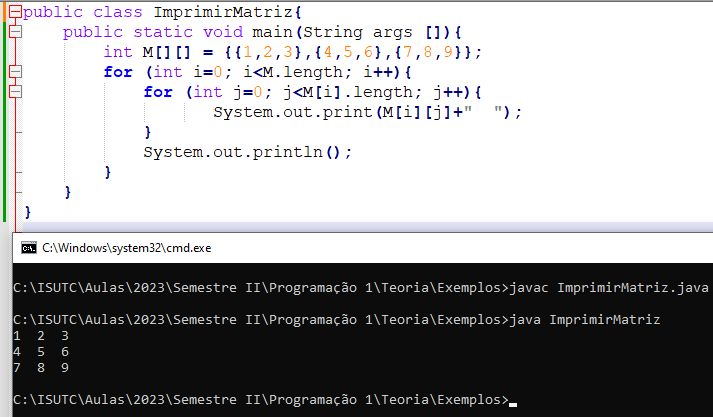 public class ImprimirMatriz{
    public static void main(String args []){
        int M[][] = {{1,2,3},{4,5,6},{7,8,9}};
        for (int i=0; i<M.length; i++){
            for (int j=0; j<M[i].length; j++){
                   System.out.print(M[i][j]+"  ");
            }
            System.out.println();
        }
    }
}
C:\Windows\system32\cmd.exe
C:\ISUTC\Aulas\2023\Semestre II\Programação 1\Teoria\Exemplos>javac ImprimirMatriz.java
C:\ISUTC\Aulas\2023\Semestre II\Programação 1\Teoria\Exemplos>java ImprimirMatriz
1  2  3
4  5  6
7  8  9
C:\ISUTC\Aulas\2023\Semestre II\Programação 1\Teoria\Exemplos>